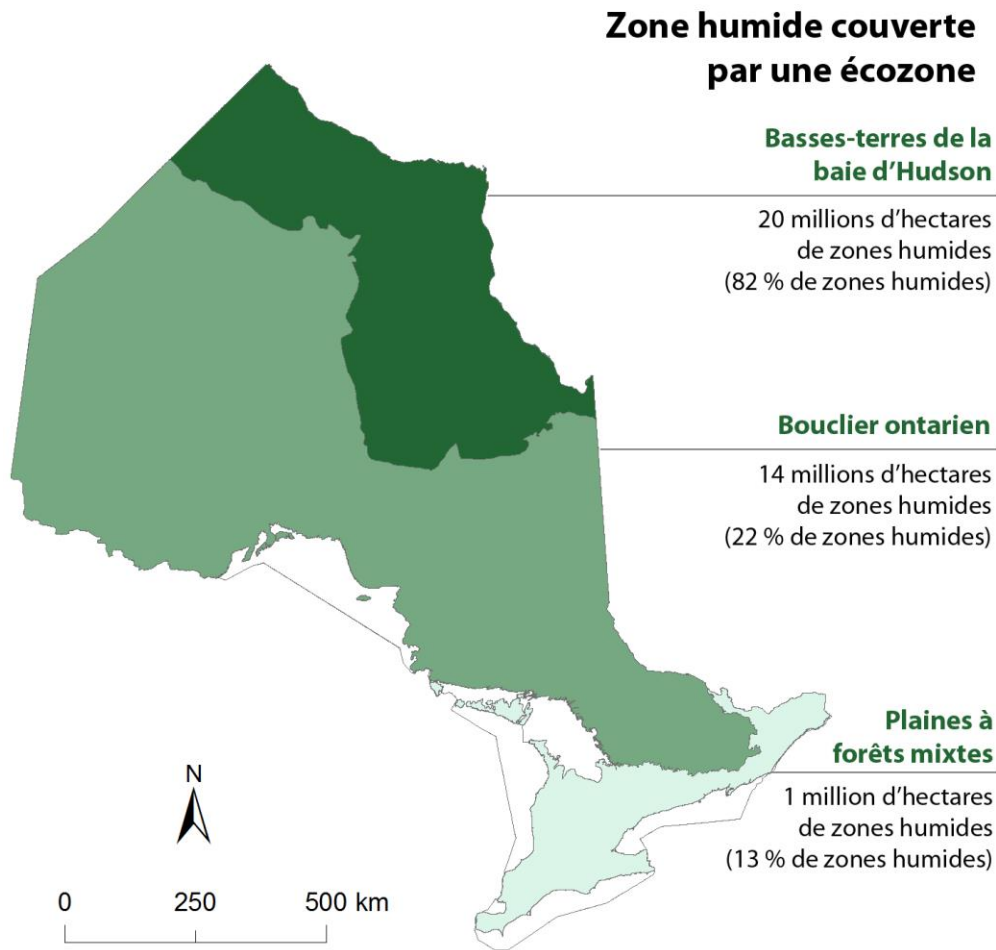 Zone humide couverte
par une écozone
Basses-terres de la
baie d’Hudson
20 millions d’hectares
de zones humides
(82 % de zones humides)
Bouclier ontarien
14 millions d’hectares
de zones humides
(22 % de zones humides)
Plaines à
forêts mixtes
1 million d’hectares
de zones humides
(13 % de zones humides)
N
0 250 500 km